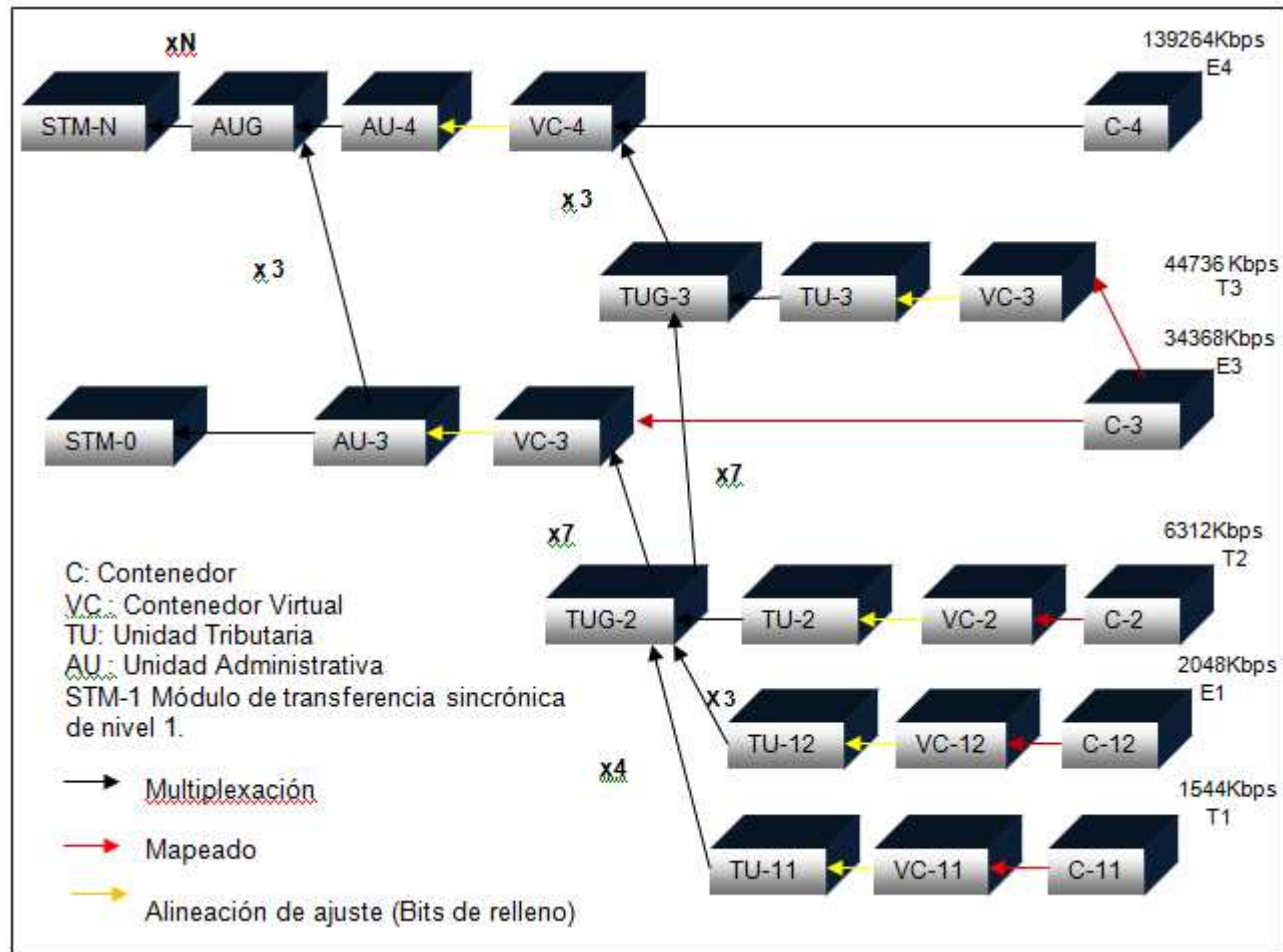 xN
139264Kbps
E4
STM-N
AUG
AU-4
VC-4
C-4
x 3
x 3
44736 Kbps
T3
TUG-3
TU-3
VC-3
34368Kbps
E3
STM-0
AU-3
VC-3
C-3
x7
x7
6312Kbps
T2
TUG-2
TU-2
VC-2
C-2
C: Contenedor
VC : Contenedor Virtual
TU: Unidad Tributaria
AU : Unidad Administrativa
STM-1 Módulo de transferencia sincrónica
de nivel 1.
2048Kbps
E1
X 3
TU-12
VC-12
C-12
x4
1544Kbps
T1
TU-11
VC-11
C-11
Multiplexación
Mapeado
Alineación de ajuste (Bits de relleno)